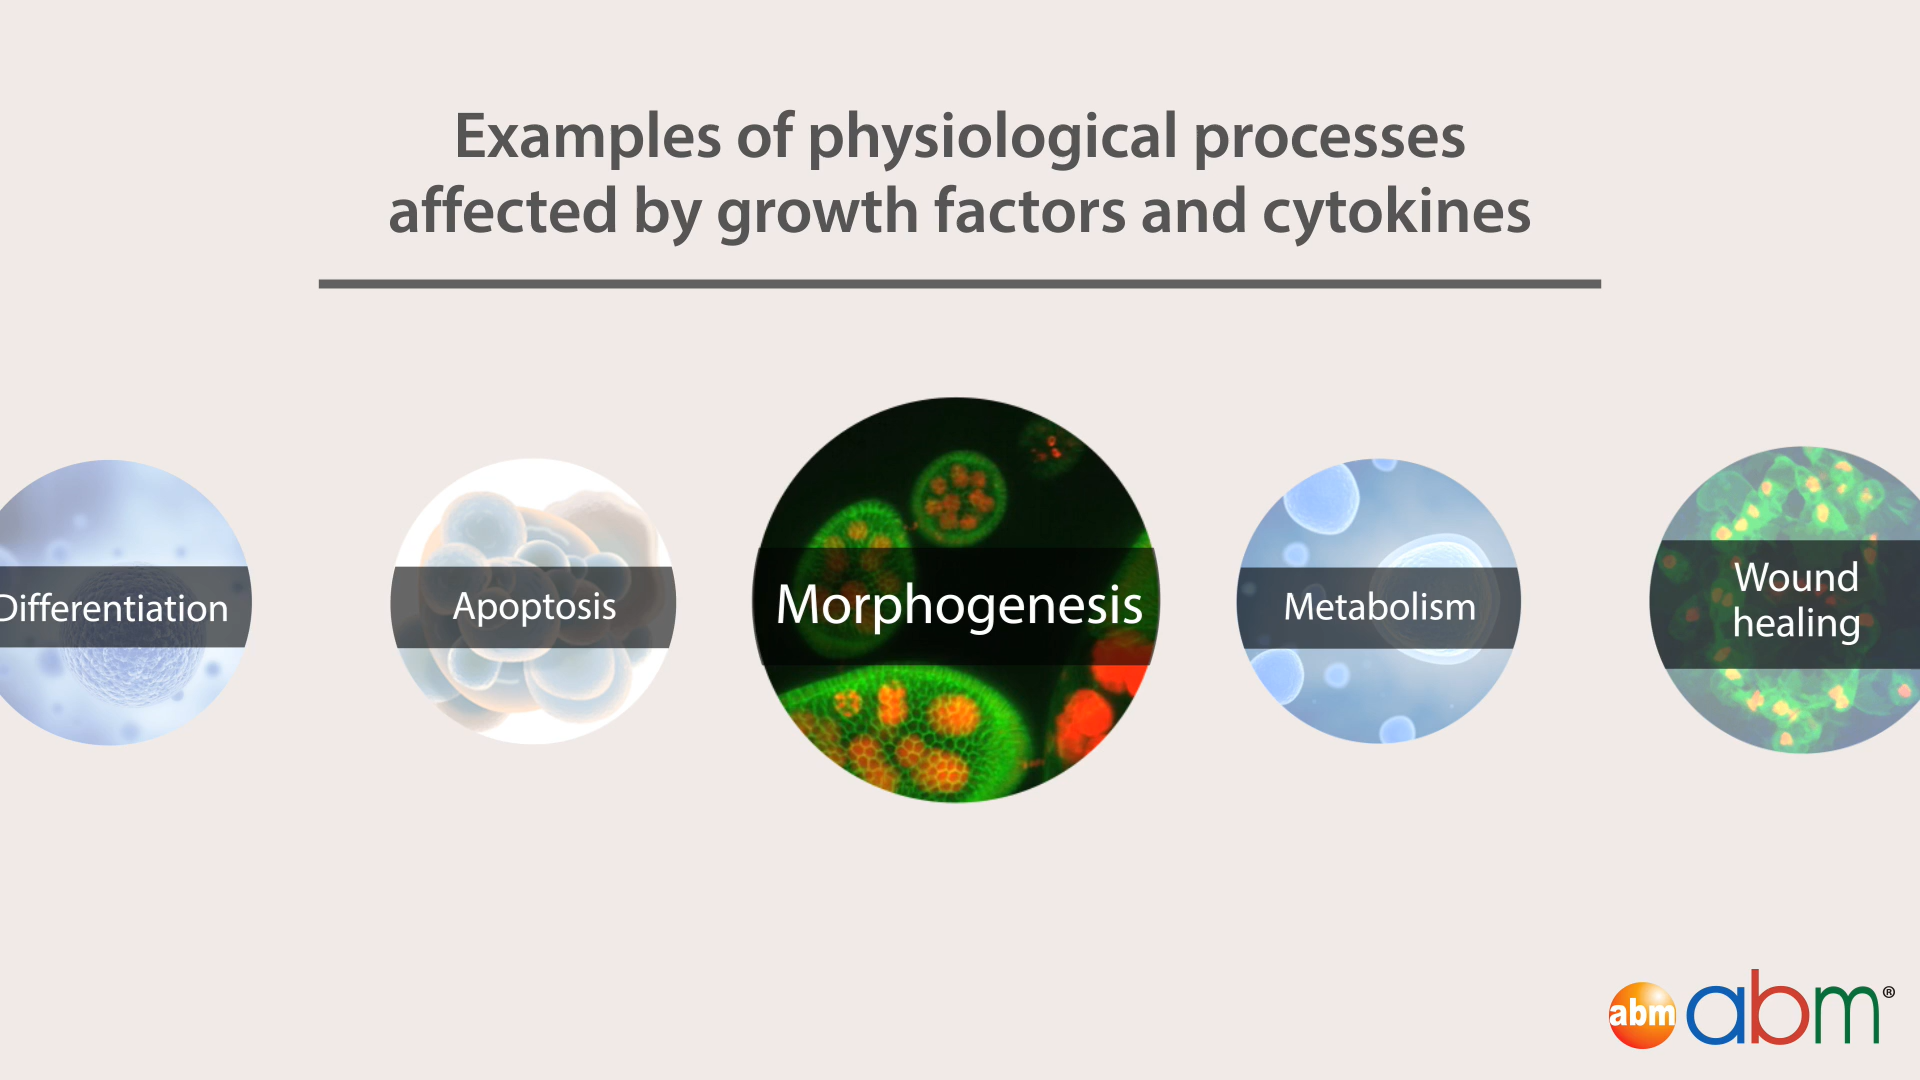 Examples of physiological processes
affected by growth factors and cytokines
Differentiation
Apoptosis
Morphogenesis
Metabolism
Wound
healing
abm
abm®